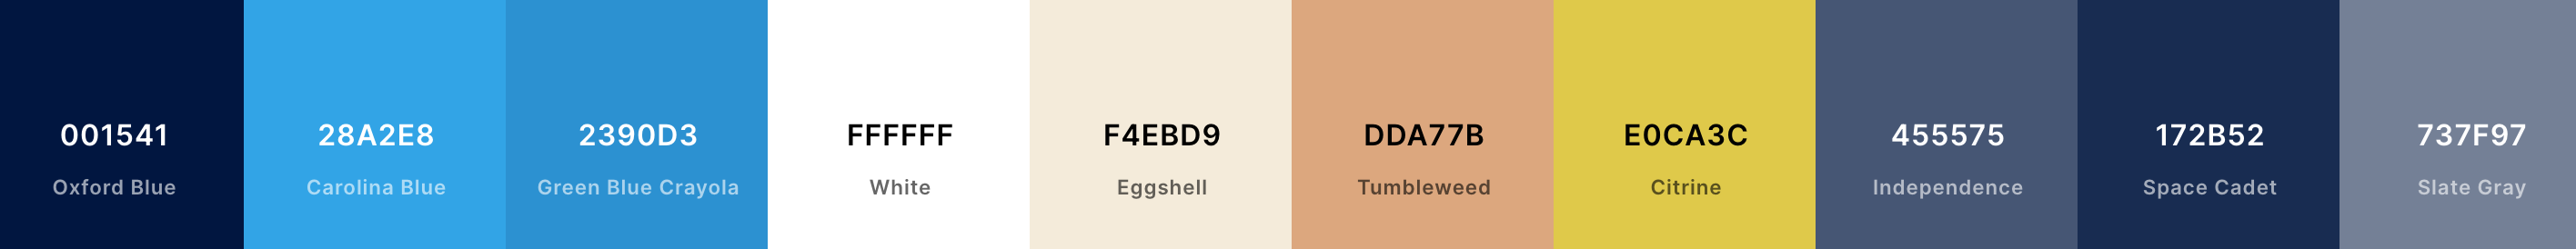 001541
Oxford Blue
28A2E8
Carolina Blue
2390D3
Green Blue Crayola
FFFFFF
White
F4EBD9
Eggshell
DDA77B
Tumbleweed
E0CA3C
Citrine
455575
Independence
172B52
Space Cadet
737F97
Slate Gray